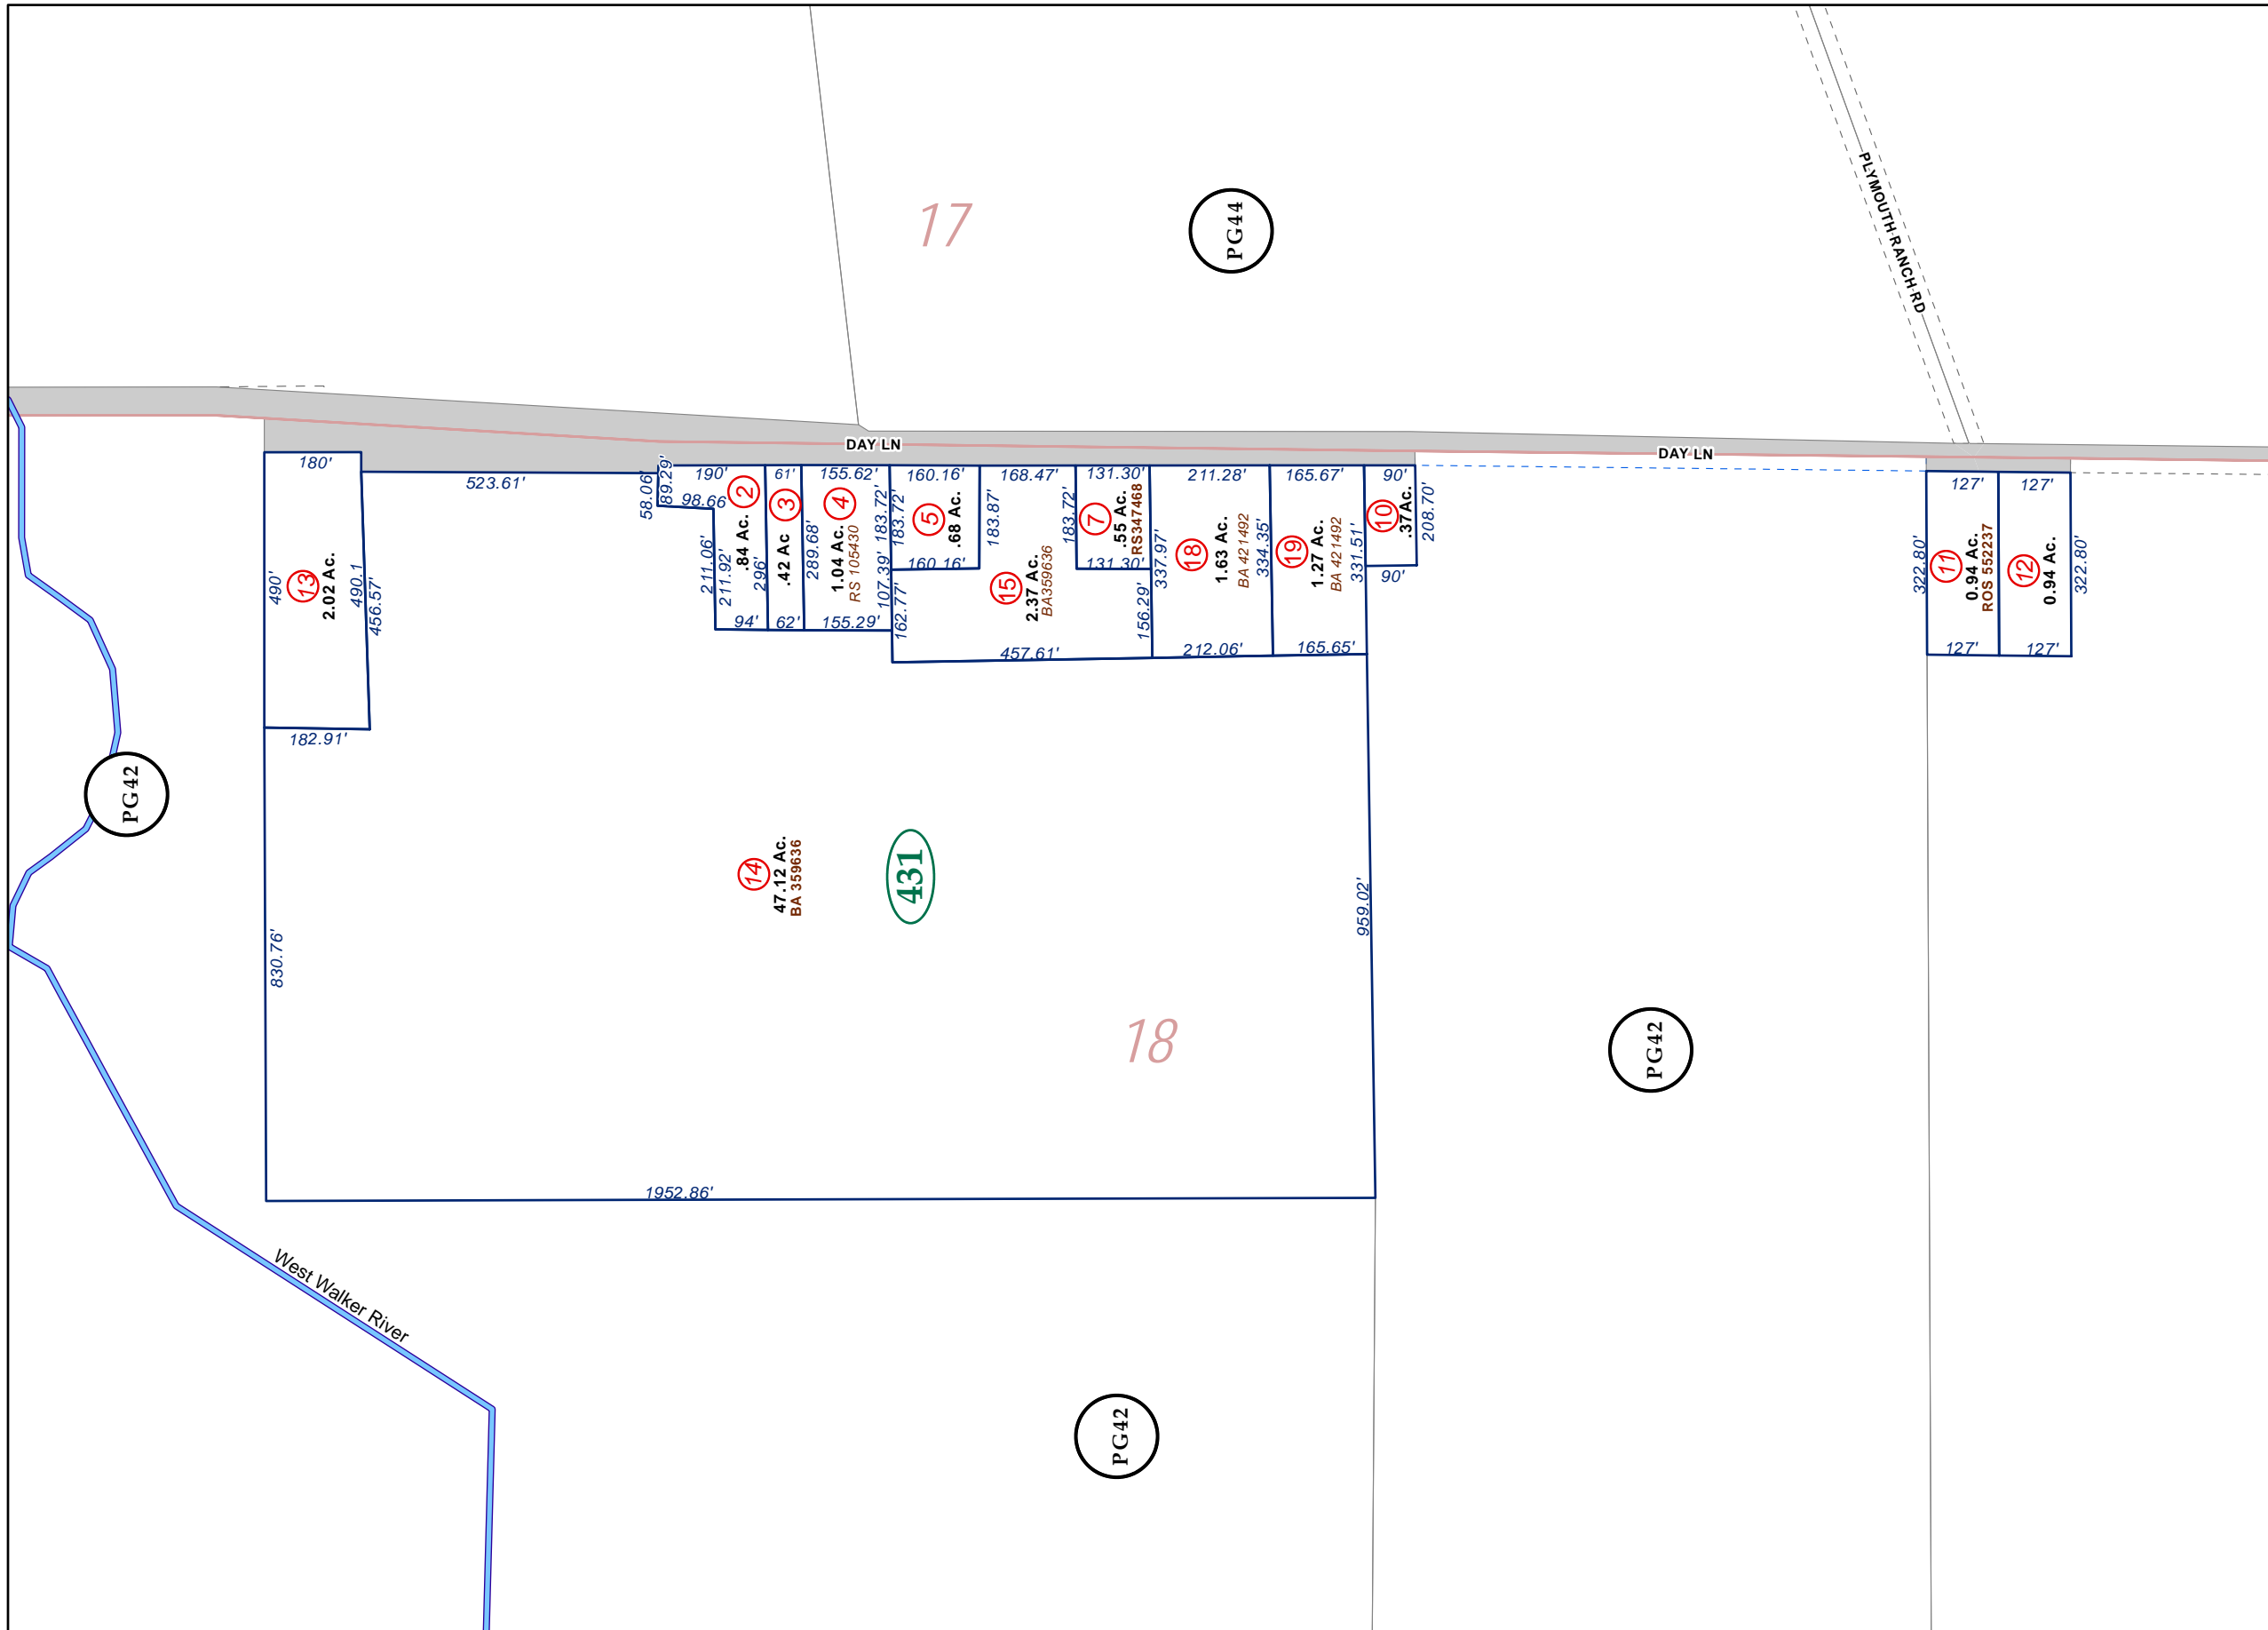 17
PG44
PLYMOUTH RANCH RD
DAY LN
DAY LN
180'
490'
13
2.02 Ac.
490.1
456.57'
182.91'
523.61'
58.06'
89.29'
190'
98.66'
2
.84 Ac.
211.06'
211.92'
296'
94'
61'
3
.42 Ac
62'
155.62'
4
1.04 Ac.
RS 105430
289.68'
183.72'
107.39'
155.29'
160.16'
183.72'
5
.68 Ac.
160.16'
162.77'
168.47'
183.87'
15
2.37 Ac.
BA359636
457.61'
131.30'
183.72'
7
.55 Ac.
RS347468
131.30'
156.29'
337.97'
211.28'
18
1.63 Ac.
BA 421492
334.35'
212.06'
165.67'
19
1.27 Ac.
BA 421492
331.51'
165.65'
90'
10
.37Ac.
208.70'
90'
127'
322.80'
11
0.94 Ac.
ROS 552237
127'
127'
12
0.94 Ac.
322.80'
127'
PG42
14
47.12 Ac.
BA 359636
431
830.76'
959.02'
18
PG42
1952.86'
West Walker River
PG42